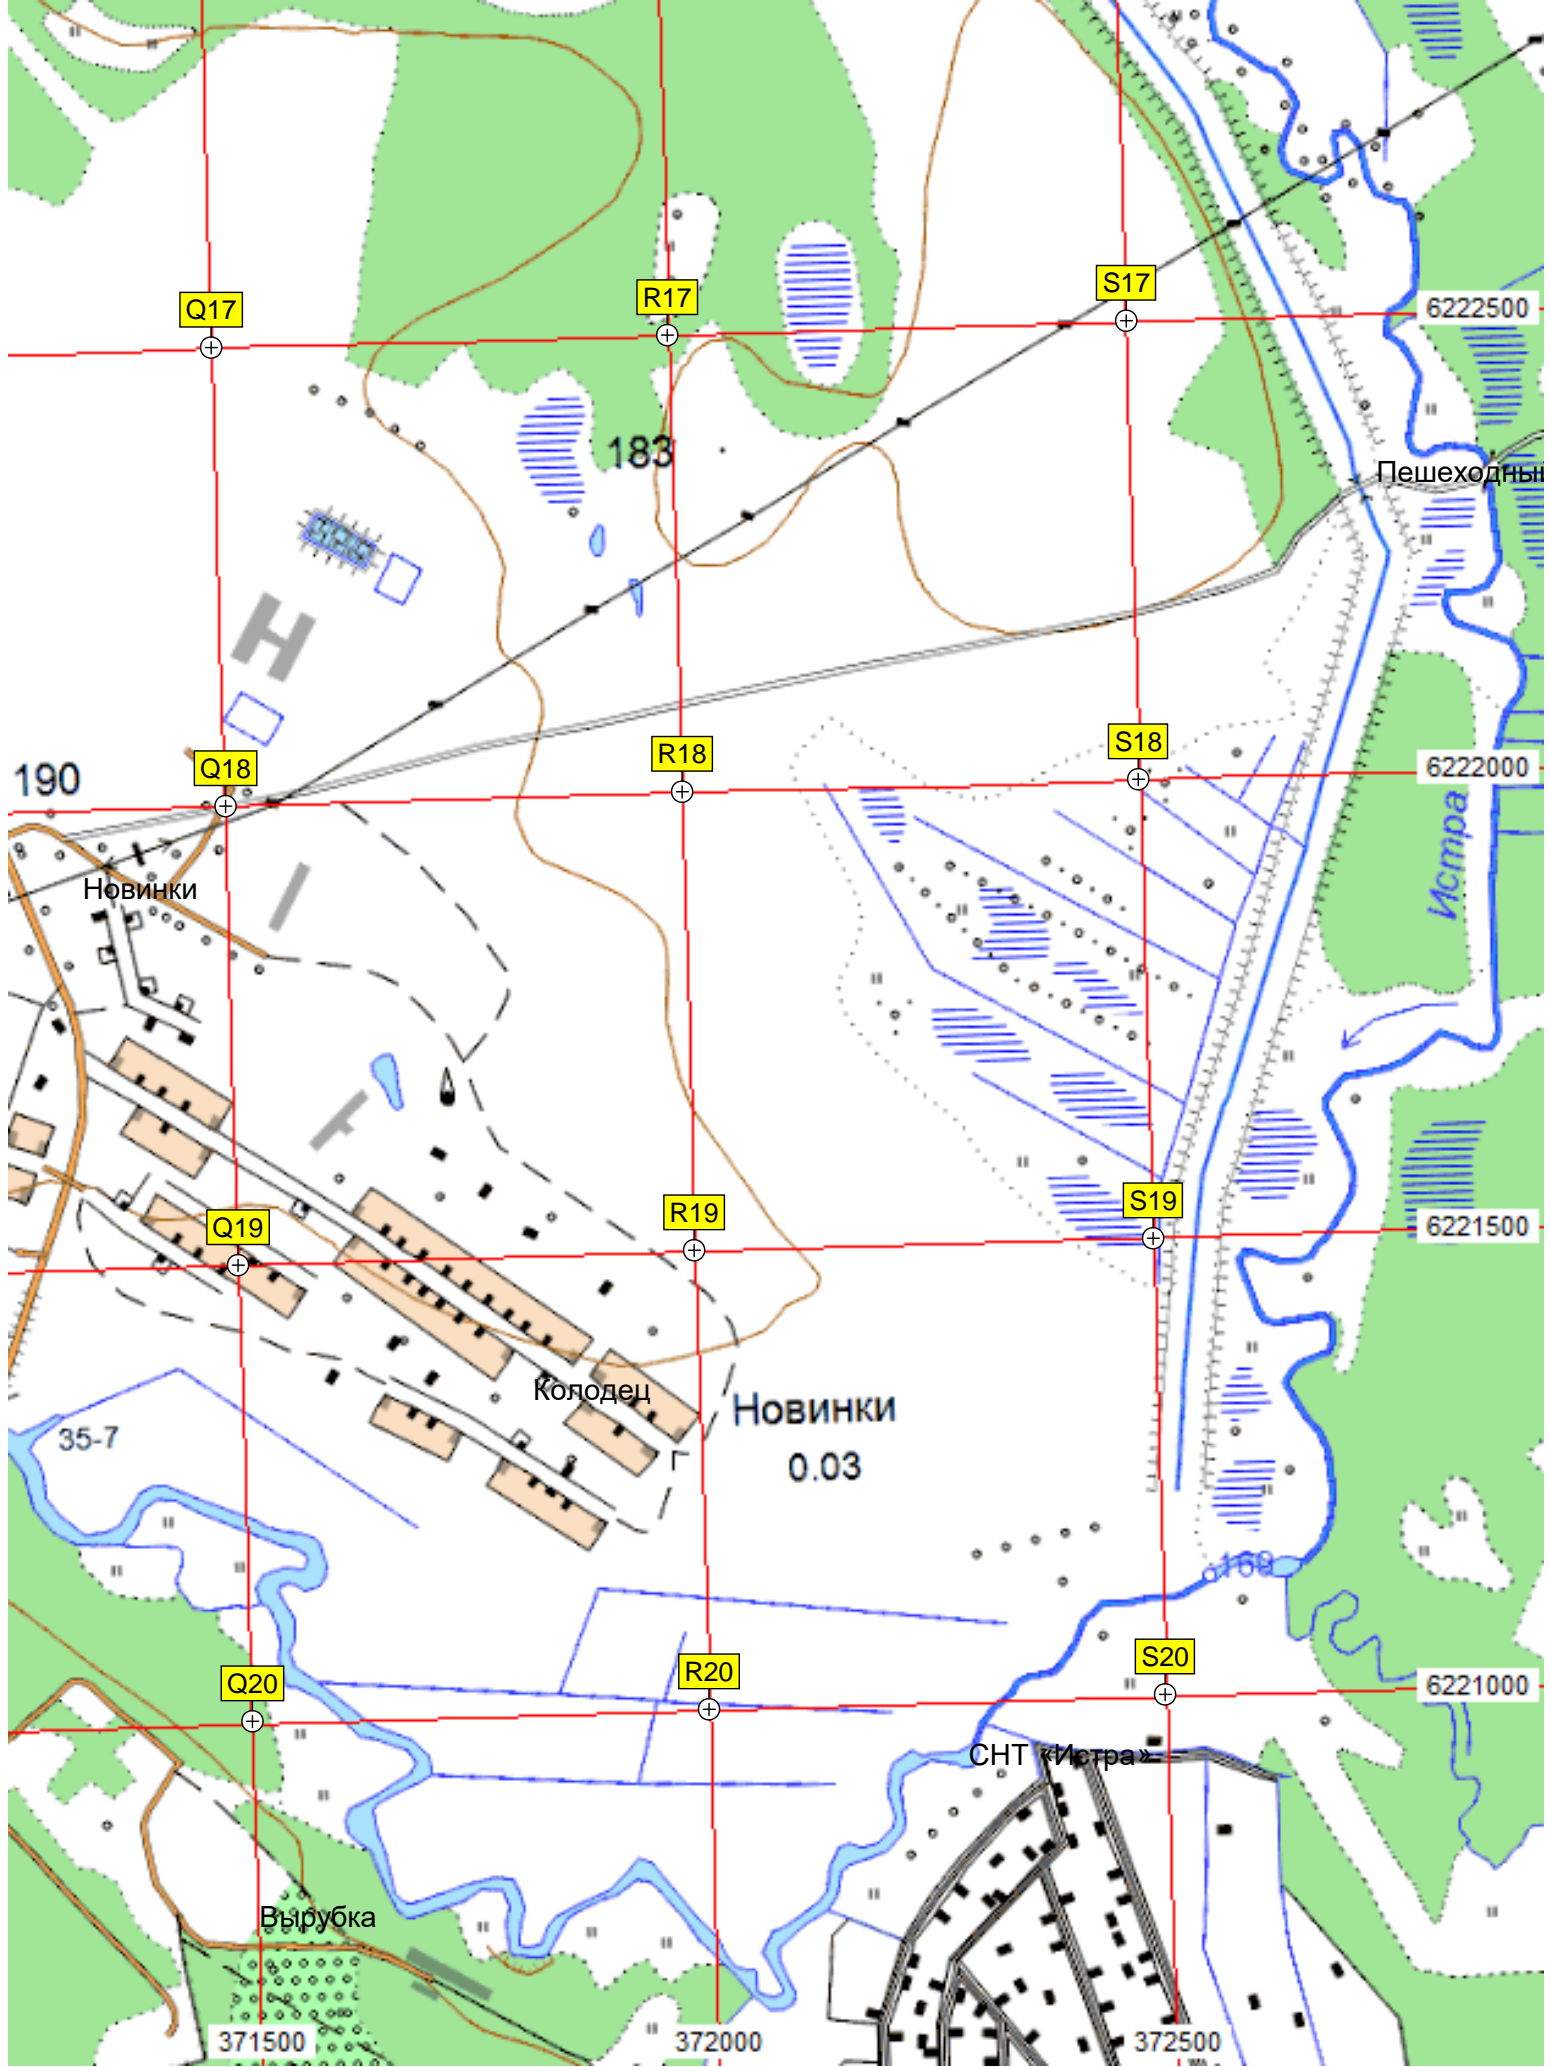 Q17
R17
S17
6222500
183
Пешеходный
190
Q18
R18
S18
6222000
Истра
Новинки
Q19
R19
S19
6221500
Колодец
Новинки
0.03
35-7
169
Q20
R20
S20
6221000
СНТ «Истра»
Вырубка
371500
372000
372500